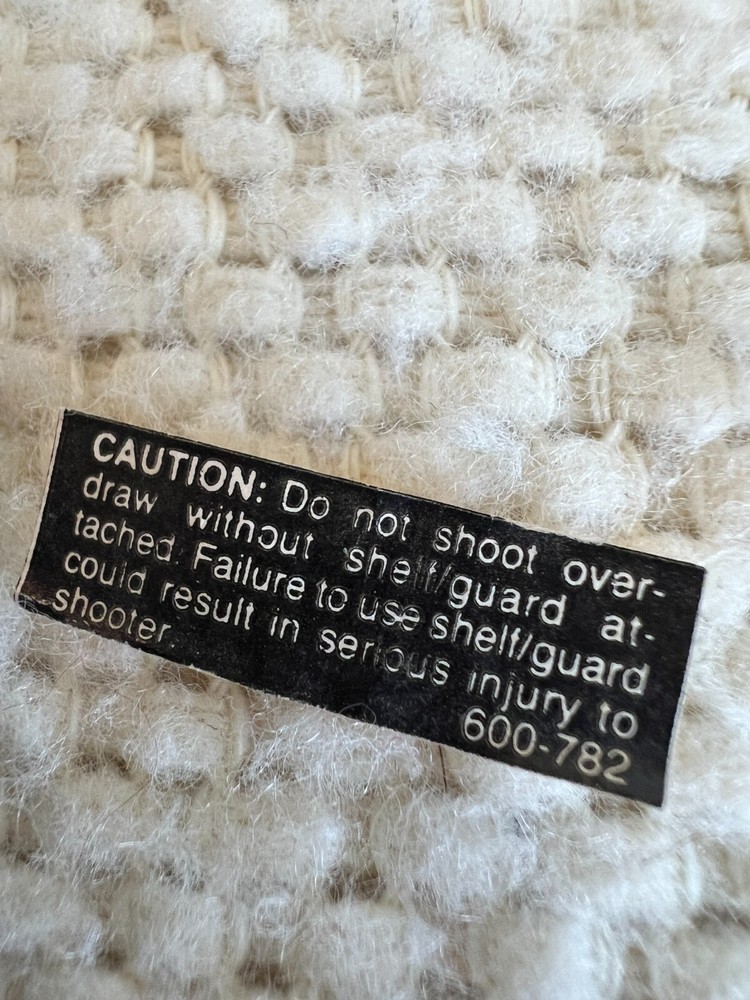 CAUTION: Do not shoot over-
draw without shelf/guard at-
tached. Failure to use shelf/guard
could result in serious injury to
shooter.
600-782